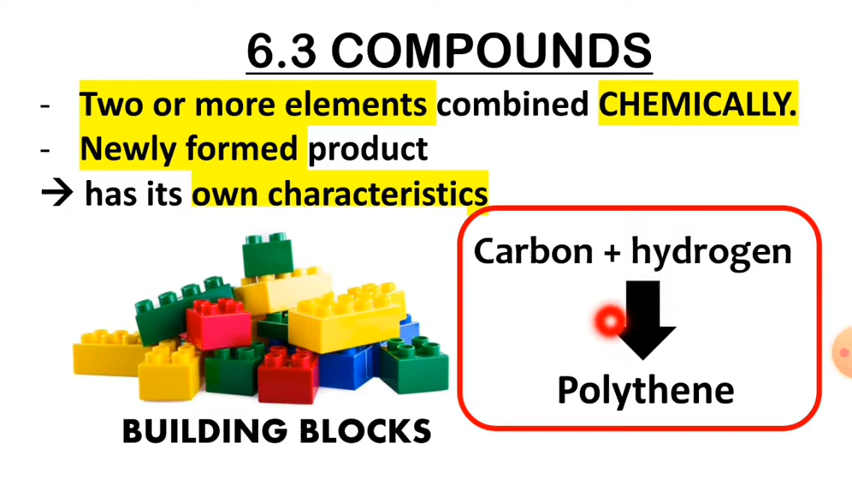 6.3 COMPOUNDS
- Two or more elements combined CHEMICALLY.
- Newly formed product
→ has its own characteristics
Carbon + hydrogen
Polythene
BUILDING BLOCKS